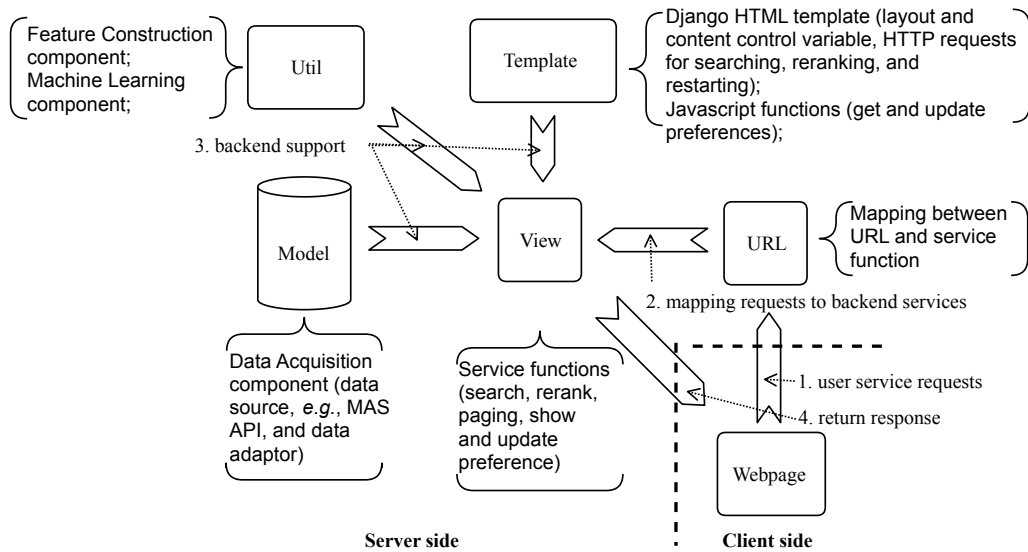 Feature Construction
component;
Machine Learning
component;
Util
Template
Django HTML template (layout and
content control variable, HTTP requests
for searching, reranking, and
restarting);
Javascript functions (get and update
preferences);
3. backend support
Model
View
URL
Mapping between
URL and service
function
2. mapping requests to backend services
Data Acquisition
component (data
source, e.g., MAS
API, and data
adaptor)
Service functions
(search, rerank,
paging, show
and update
preference)
1. user service requests
4. return response
Webpage
Server side
Client side